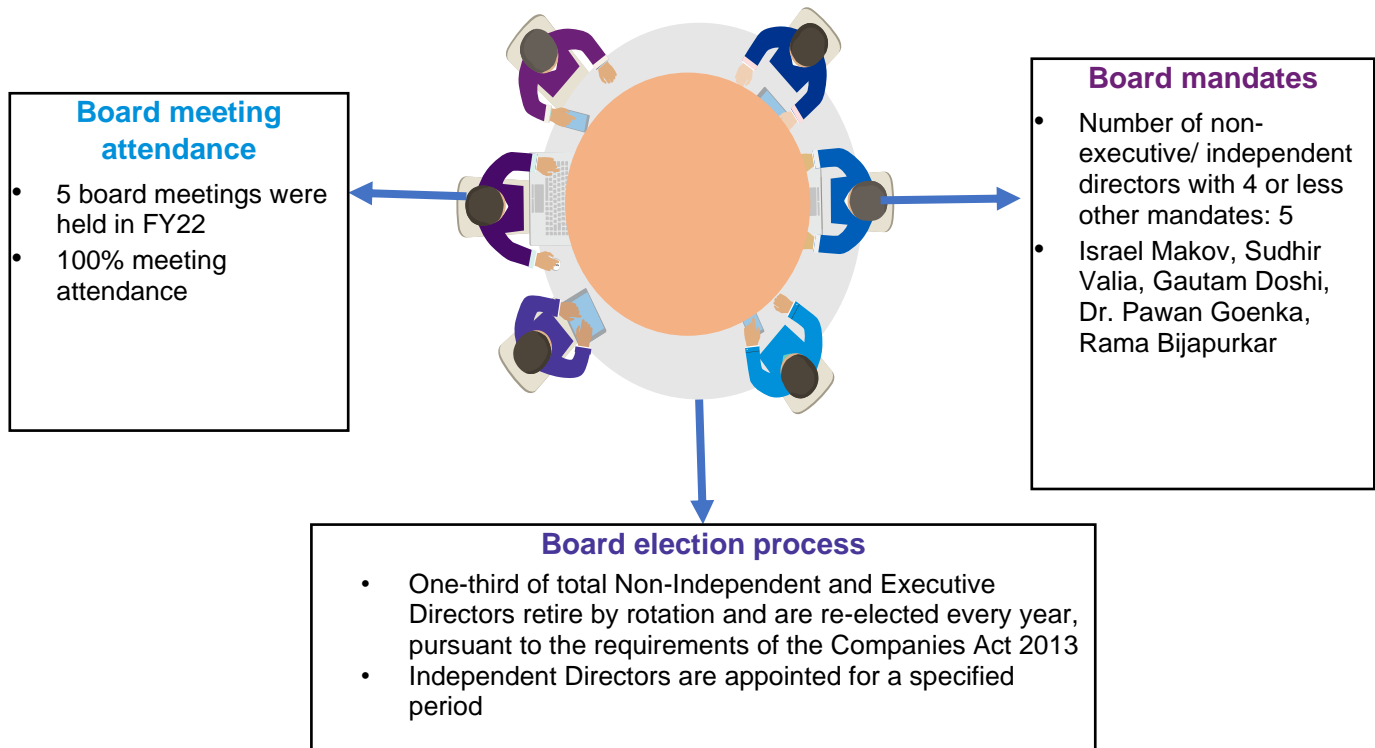 Board meeting
attendance
• 5 board meetings were
held in FY22
• 100% meeting
attendance
Board mandates
• Number of non-
executive/ independent
directors with 4 or less
other mandates: 5
• Israel Makov, Sudhir
Valia, Gautam Doshi,
Dr. Pawan Goenka,
Rama Bijapurkar
Board election process
• One-third of total Non-Independent and Executive
Directors retire by rotation and are re-elected every year,
pursuant to the requirements of the Companies Act 2013
• Independent Directors are appointed for a specified
period